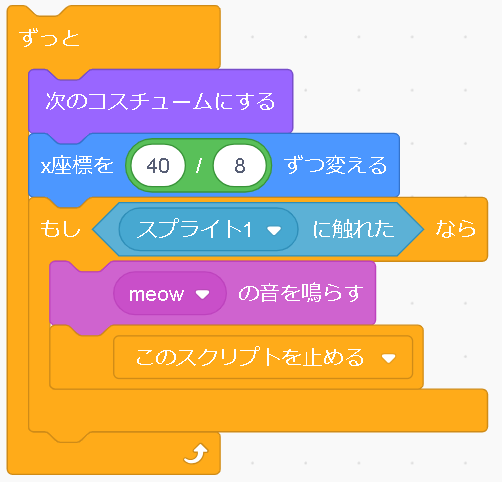 ずっと
次のコスチュームにする
x座標を 40 / 8 ずつ変える
もし スプライト1 に触れた なら
meow の音を鳴らす
このスクリプトを止める